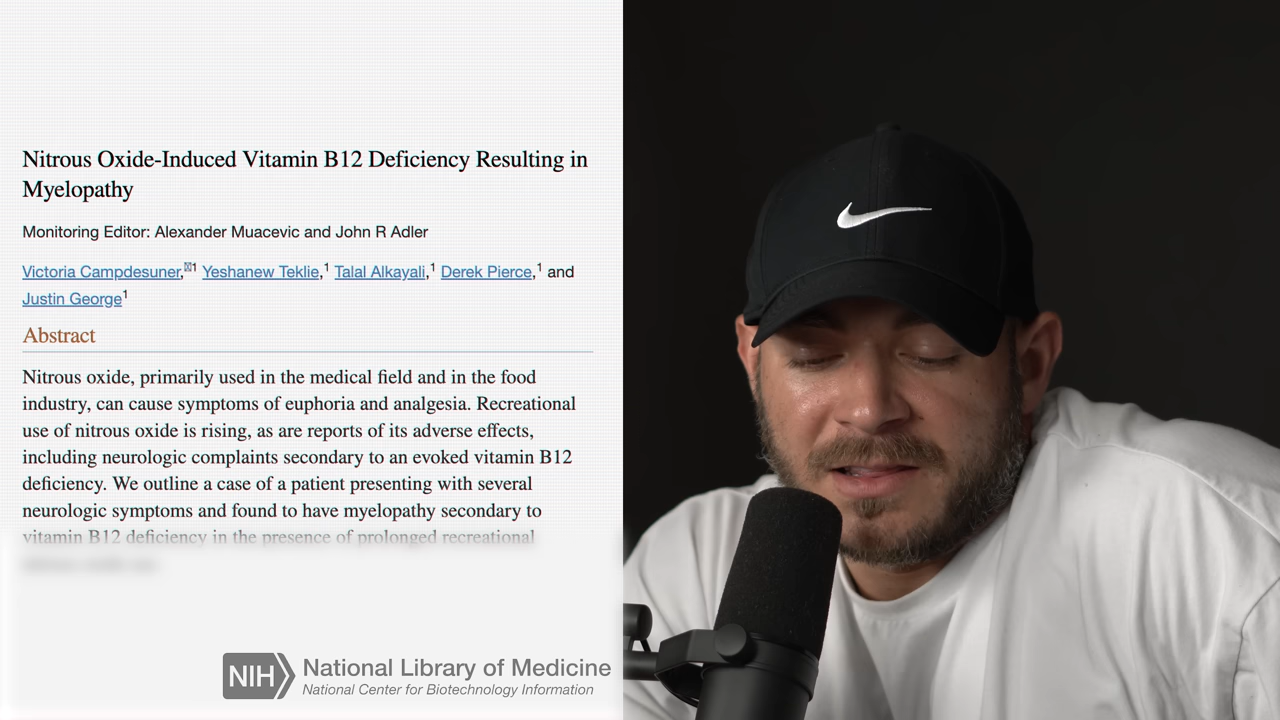 Nitrous Oxide-Induced Vitamin B12 Deficiency Resulting in
Myelopathy
Monitoring Editor: Alexander Muacevic and John R Adler
Victoria Campdesuner,1 Yeshanew Teklie,1 Talal Alkayali,1 Derek Pierce,1 and
Justin George1
Abstract
Nitrous oxide, primarily used in the medical field and in the food
industry, can cause symptoms of euphoria and analgesia. Recreational
use of nitrous oxide is rising, as are reports of its adverse effects,
including neurologic complaints secondary to an evoked vitamin B12
deficiency. We outline a case of a patient presenting with several
neurologic symptoms and found to have myelopathy secondary to
vitamin B12 deficiency in the presence of prolonged recreational
NIH National Library of Medicine
National Center for Biotechnology Information